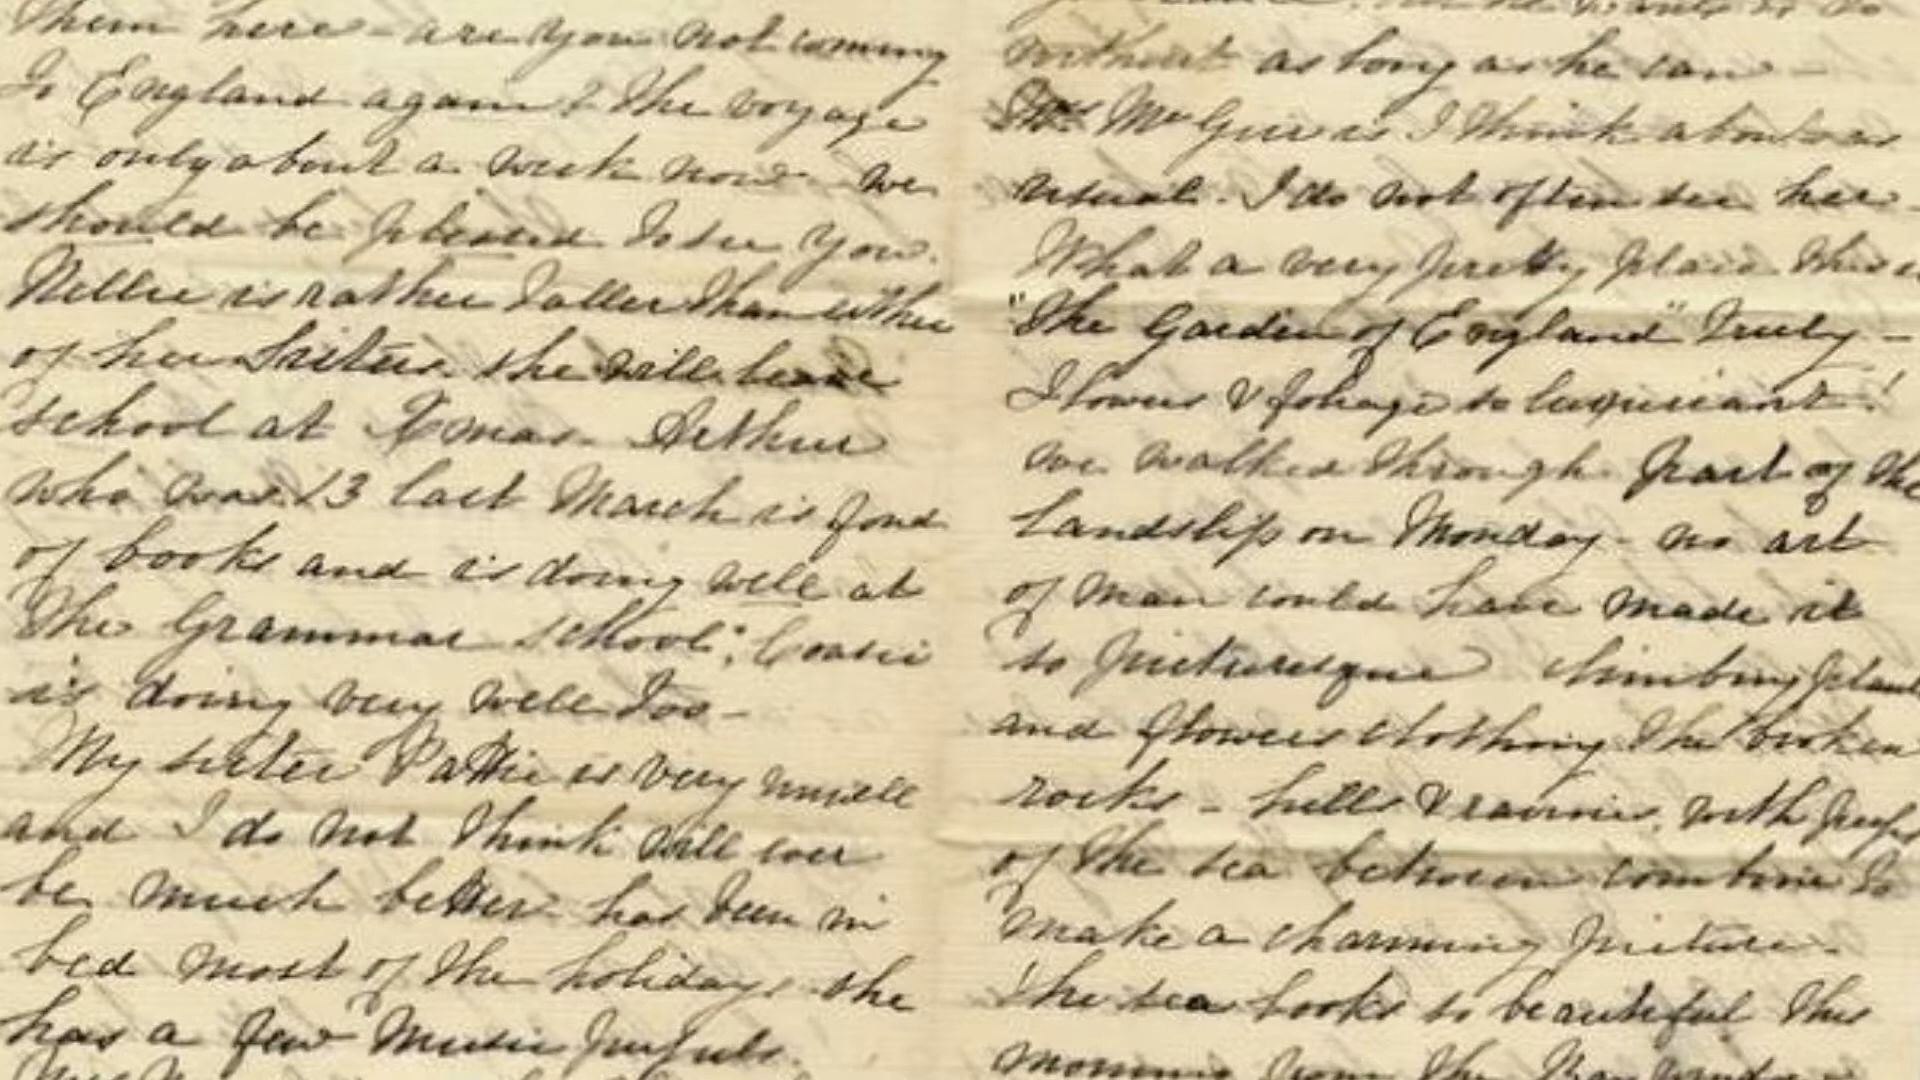 them here - are you not coming
to England again? The voyage
is only about a week now - we
should be pleased to see you.
Nellie is rather taller than either
of her sisters. she will leave
school at Xmas. Arthur
who was 13 last March is fond
of books and is doing well at
the Grammar School;
is doing very well too -
My sister Pattie is very unwell
and I do not think will ever
be much better - has been in
bed most of the holiday. she
has a few Music pupils.
without as long as he can -
Mrs McGuire is I think about as
usual. I do not often see her -
What a very pretty place this is
"The Garden of England" truly -
Flowers & foliage so luxuriant!
we walked through part of the
Landslip on Monday - no art
of man could have made it
so picturesque climbing plants
and flowers clothing the broken
rocks - hills & ravines, with peeps
of the sea between combine to
make a charming picture.
The sea looks so beautiful this
morning from the Bay window